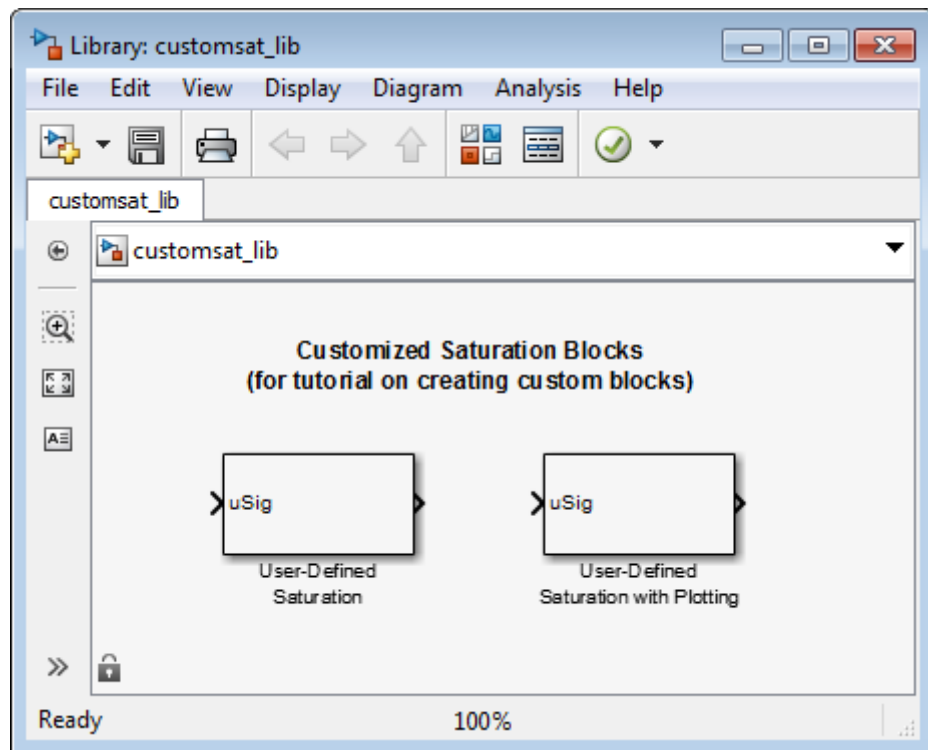 Library: customsat_lib
File Edit View Display Diagram Analysis Help
customsat_lib
customsat_lib
Customized Saturation Blocks
(for tutorial on creating custom blocks)
uSig
User-Defined
Saturation
uSig
User-Defined
Saturation with Plotting
Ready 100%